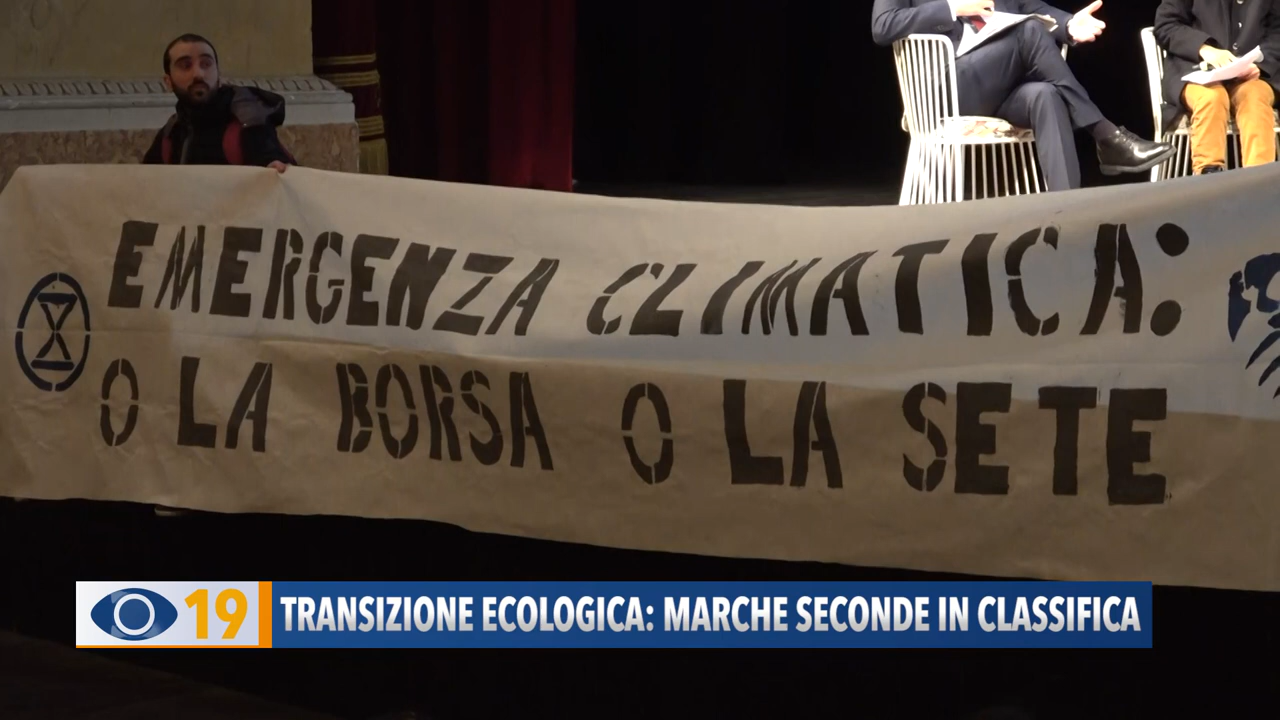 EMERGENZA CLIMATICA:
O LA BORSA O LA SETE
19 TRANSIZIONE ECOLOGICA: MARCHE SECONDE IN CLASSIFICA